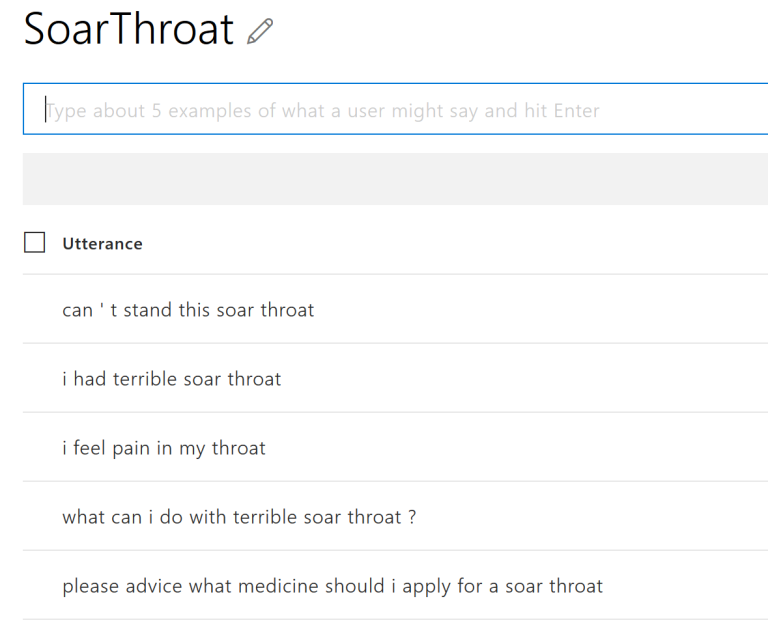 SoarThroat
Type about 5 examples of what a user might say and hit Enter
Utterance
can ' t stand this soar throat
i had terrible soar throat
i feel pain in my throat
what can i do with terrible soar throat ?
please advice what medicine should i apply for a soar throat